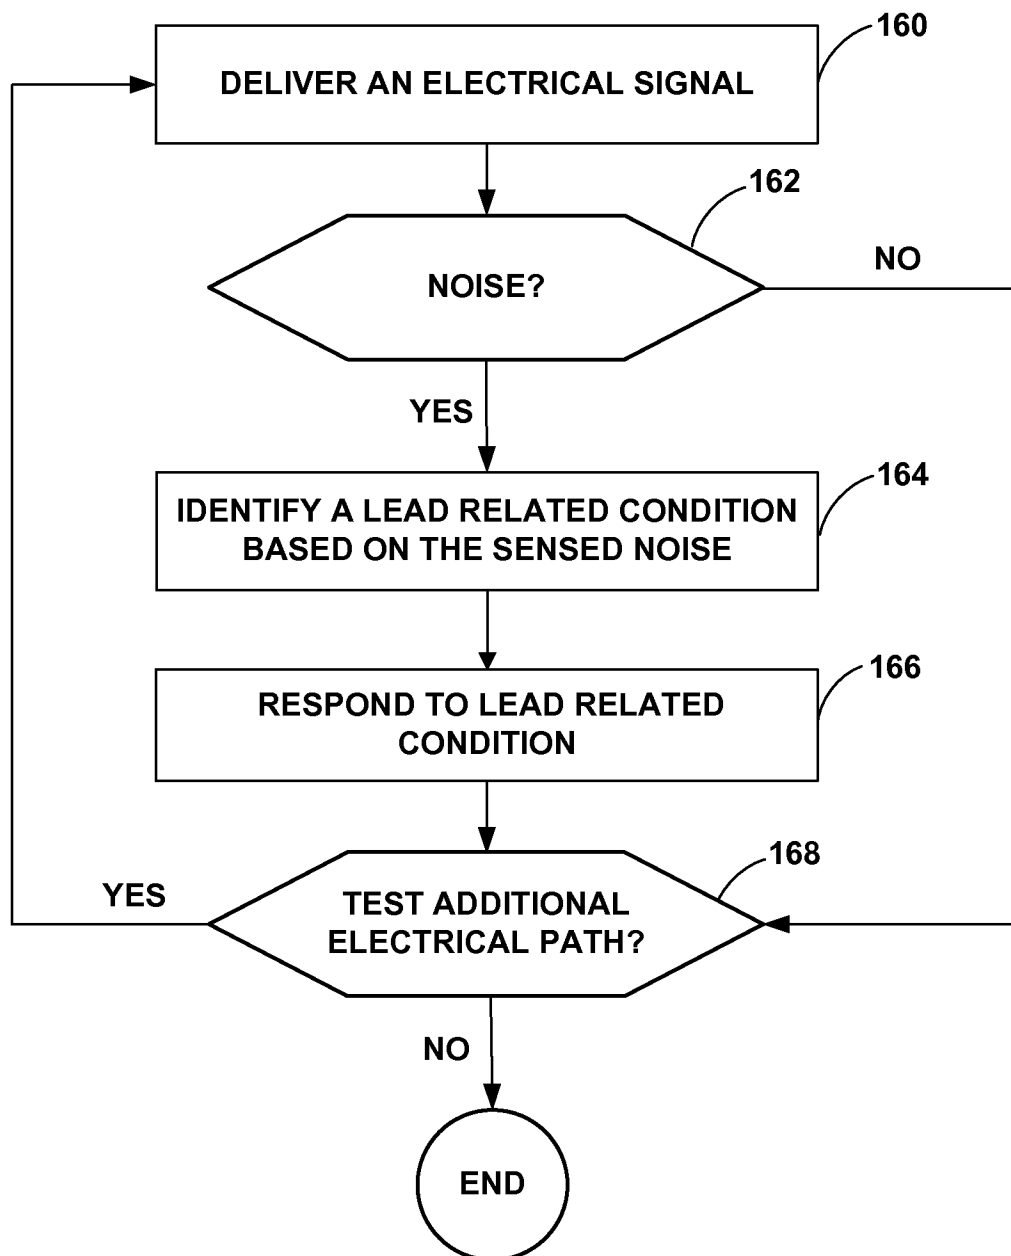 160
DELIVER AN ELECTRICAL SIGNAL
162
NOISE?
NO
YES
164
IDENTIFY A LEAD RELATED CONDITION
BASED ON THE SENSED NOISE
166
RESPOND TO LEAD RELATED
CONDITION
168
YES
TEST ADDITIONAL
ELECTRICAL PATH?
NO
END